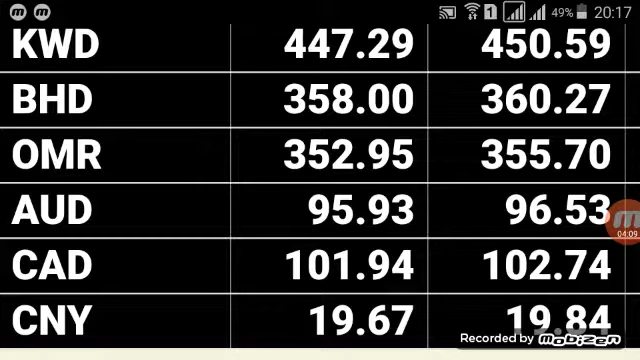 49% 20:17
KWD 447.29 450.59
BHD 358.00 360.27
OMR 352.95 355.70
AUD 95.93 96.53
04:09
CAD 101.94 102.74
CNY 19.67 19.84
Recorded by MOBIZEN